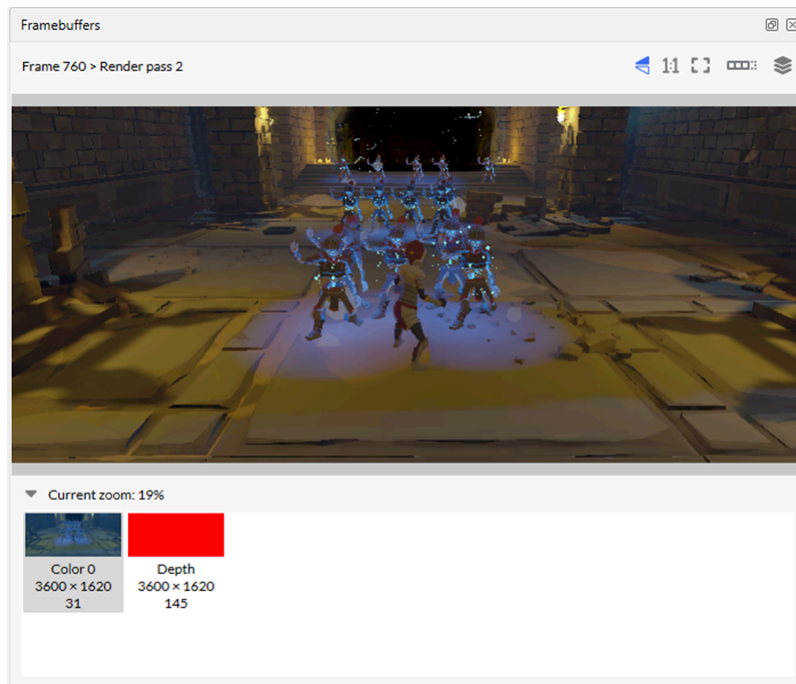 Framebuffers
Frame 760 > Render pass 2
1:1
Current zoom: 19%
Color 0
3600 × 1620
31
Depth
3600 × 1620
145